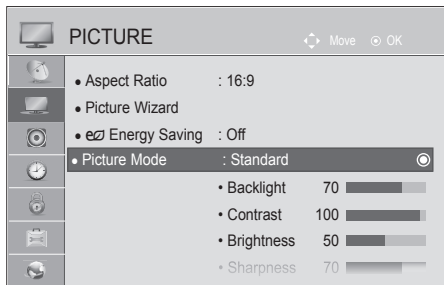 PICTURE
Move OK
• Aspect Ratio : 16:9
• Picture Wizard
• Energy Saving : Off
• Picture Mode : Standard
• Backlight 70
• Contrast 100
• Brightness 50
• Sharpness 70